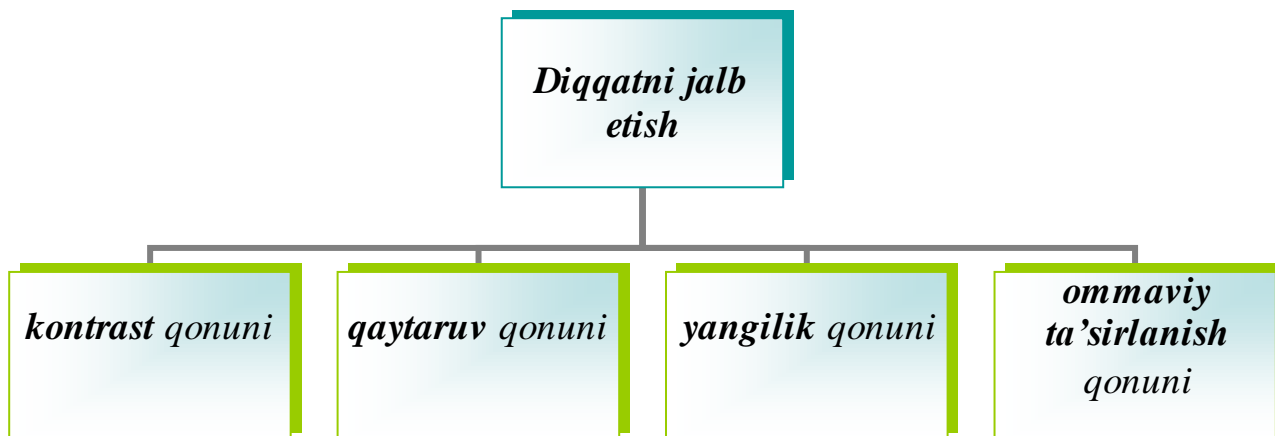 Diqqatni jalb
etish
kontrast qonuni
qaytaruv qonuni
yangilik qonuni
ommaviy
ta’sirlanish
qonuni